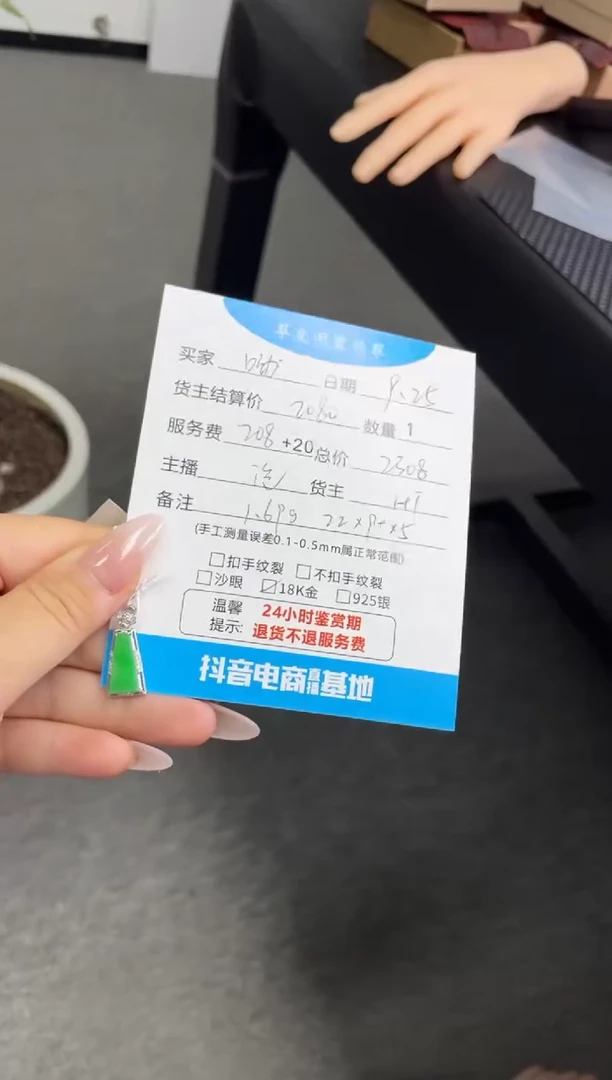 买家 日期 9.25
货主结算价 2080 数量 1
服务费 208 +20 总价 2308
主播 货主
备注 1.69g
(手工测量误差0.1-0.5mm属正常范围)
扣手纹裂 不扣手纹裂
沙眼 18K金 925银
温馨 24小时鉴赏期
提示: 退货不退服务费
抖音电商直播基地